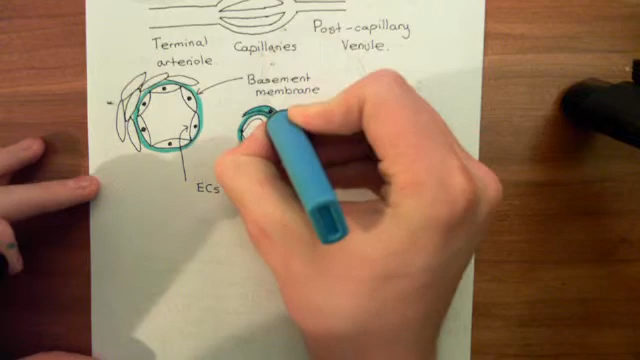 Terminal
arteriole
Capillaries
Post-capillary
Venule.
Basement
membrane
ECs